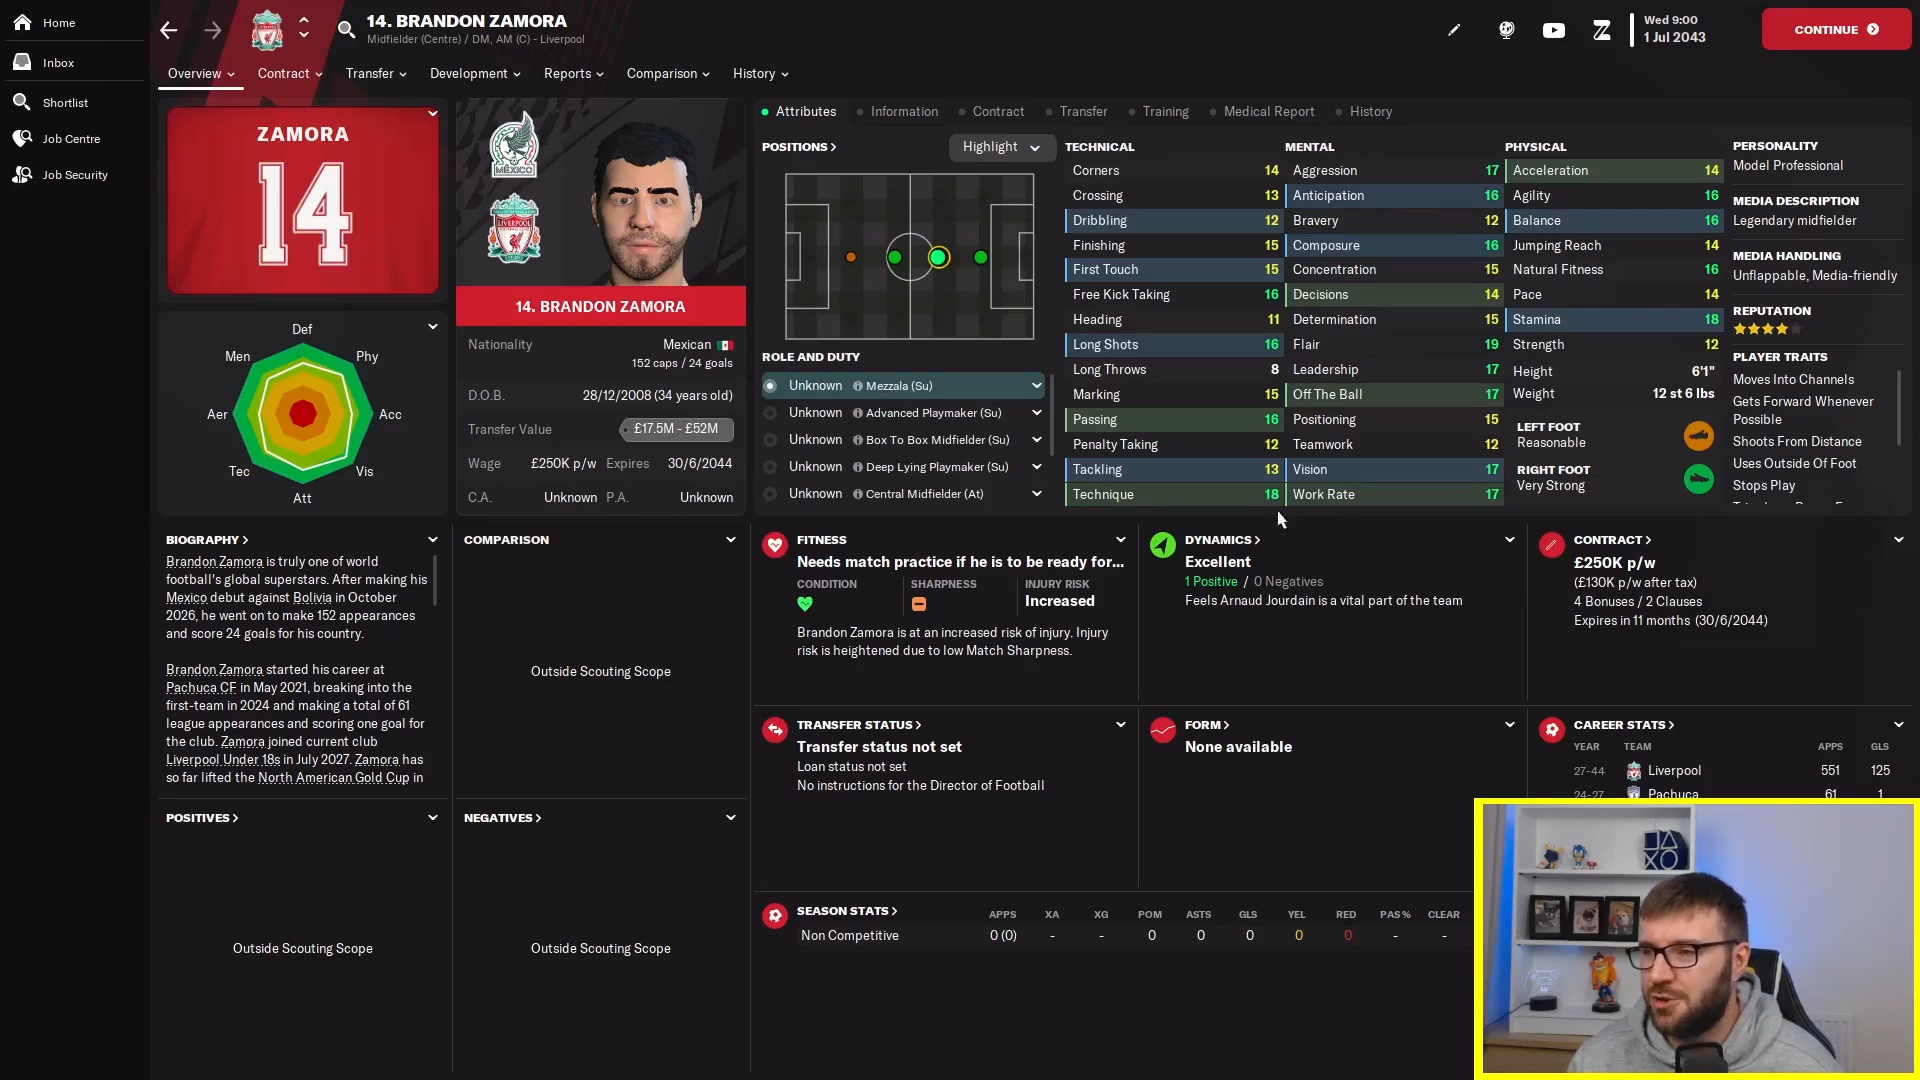 Home
Inbox
Shortlist
Job Centre
Job Security
14. BRANDON ZAMORA
Midfielder (Centre) / DM, AM (C) - Liverpool
Wed 9:00
1 Jul 2043
CONTINUE
Overview
Contract
Transfer
Development
Reports
Comparison
History
ZAMORA
14
Def
Men
Phy
Aer
Acc
Tec
Vis
Att
MEXICO
14. BRANDON ZAMORA
Nationality
Mexican
152 caps / 24 goals
D.O.B.
28/12/2008 (34 years old)
Transfer Value
£17.5M - £52M
Wage £250K p/w Expires 30/6/2044
C.A. Unknown P.A. Unknown
Attributes
Information
Contract
Transfer
Training
Medical Report
History
POSITIONS
Highlight
ROLE AND DUTY
Unknown Mezzala (Su)
Unknown Advanced Playmaker (Su)
Unknown Box To Box Midfielder (Su)
Unknown Deep Lying Playmaker (Su)
Unknown Central Midfielder (At)
TECHNICAL
Corners 14
Crossing 13
Dribbling 12
Finishing 15
First Touch 15
Free Kick Taking 16
Heading 11
Long Shots 16
Long Throws 8
Marking 15
Passing 16
Penalty Taking 12
Tackling 13
Technique 18
MENTAL
Aggression 17
Anticipation 16
Bravery 12
Composure 16
Concentration 15
Decisions 14
Determination 15
Flair 19
Leadership 17
Off The Ball 17
Positioning 15
Teamwork 12
Vision 17
Work Rate 17
PHYSICAL
Acceleration 14
Agility 16
Balance 16
Jumping Reach 14
Natural Fitness 16
Pace 14
Stamina 18
Strength 12
Height 6'1"
Weight 12 st 6 lbs
LEFT FOOT
Reasonable
RIGHT FOOT
Very Strong
PERSONALITY
Model Professional
MEDIA DESCRIPTION
Legendary midfielder
MEDIA HANDLING
Unflappable, Media-friendly
REPUTATION
PLAYER TRAITS
Moves Into Channels
Gets Forward Whenever
Possible
Shoots From Distance
Uses Outside Of Foot
Stops Play
BIOGRAPHY
Brandon Zamora is truly one of world
football's global superstars. After making his
Mexico debut against Bolivia in October
2026, he went on to make 152 appearances
and score 24 goals for his country.
Brandon Zamora started his career at
Pachuca CF in May 2021, breaking into the
first-team in 2024 and making a total of 61
league appearances and scoring one goal for
the club. Zamora joined current club
Liverpool Under 18s in July 2027. Zamora has
so far lifted the North American Gold Cup in
COMPARISON
Outside Scouting Scope
FITNESS
Needs match practice if he is to be ready for...
CONDITION
SHARPNESS
INJURY RISK
Increased
Brandon Zamora is at an increased risk of injury. Injury
risk is heightened due to low Match Sharpness.
DYNAMICS
Excellent
1 Positive / 0 Negatives
Feels Arnaud Jourdain is a vital part of the team
CONTRACT
£250K p/w
(£130K p/w after tax)
4 Bonuses / 2 Clauses
Expires in 11 months (30/6/2044)
TRANSFER STATUS
Transfer status not set
Loan status not set
No instructions for the Director of Football
FORM
None available
CAREER STATS
YEAR TEAM APPS GLS
27-44 Liverpool 551 125
24-27 Pachuca 61 1
POSITIVES
Outside Scouting Scope
NEGATIVES
Outside Scouting Scope
SEASON STATS
APPS XA XG POM ASTS GLS YEL RED PAS% CLEAR
Non Competitive 0 (0) - - 0 0 0 0 0 - -